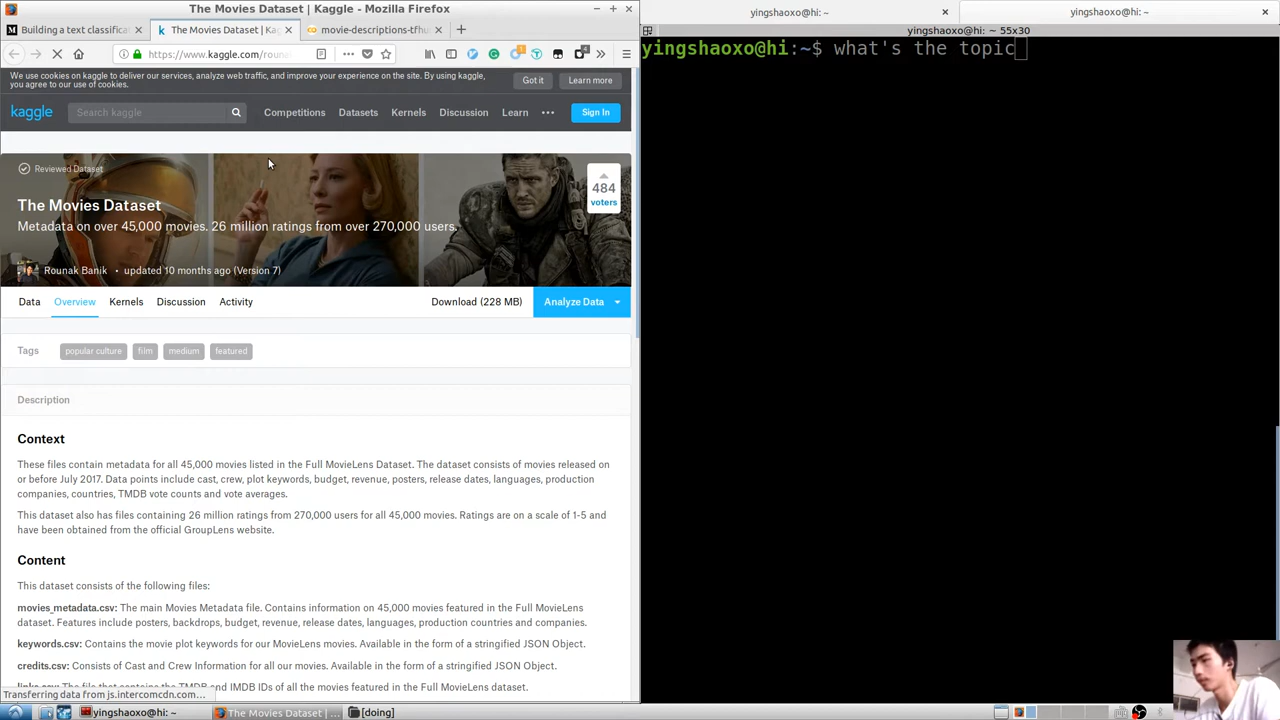 The Movies Dataset | Kaggle - Mozilla Firefox
Building a text classifica
The Movies Dataset | Kag
movie-descriptions-tfhu
https://www.kaggle.com/roun
We use cookies on kaggle to deliver our services, analyze web traffic, and improve your experience on the site. By using kaggle,
you agree to our use of cookies.
Got it
Learn more
kaggle
Search kaggle
Competitions
Datasets
Kernels
Discussion
Learn
Sign In
Reviewed Dataset
484
voters
The Movies Dataset
Metadata on over 45,000 movies. 26 million ratings from over 270,000 users.
Rounak Banik • updated 10 months ago (Version 7)
Data
Overview
Kernels
Discussion
Activity
Download (228 MB)
Analyze Data
Tags
popular culture
film
medium
featured
Description
Context
These files contain metadata for all 45,000 movies listed in the Full MovieLens Dataset. The dataset consists of movies released on
or before July 2017. Data points include cast, crew, plot keywords, budget, revenue, posters, release dates, languages, production
companies, countries, TMDB vote counts and vote averages.
This dataset also has files containing 26 million ratings from 270,000 users for all 45,000 movies. Ratings are on a scale of 1-5 and
have been obtained from the official GroupLens website.
Content
This dataset consists of the following files:
movies_metadata.csv: The main Movies Metadata file. Contains information on 45,000 movies featured in the Full MovieLens
dataset. Features include posters, backdrops, budget, revenue, release dates, languages, production countries and companies.
keywords.csv: Contains the movie plot keywords for our MovieLens movies. Available in the form of a stringified JSON Object.
credits.csv: Consists of Cast and Crew Information for all our movies. Available in the form of a stringified JSON Object.
links.csv: The file that contains the TMDB and IMDB IDs of all the movies featured in the Full MovieLens dataset.
Transferring data from js.intercomcdn.com...
yingshaoxo@hi: ~
The Movies Dataset | ...
[doing]
yingshaoxo@hi: ~
yingshaoxo@hi: ~
yingshaoxo@hi: ~ 55x30
yingshaoxo@hi:~$ what's the topic